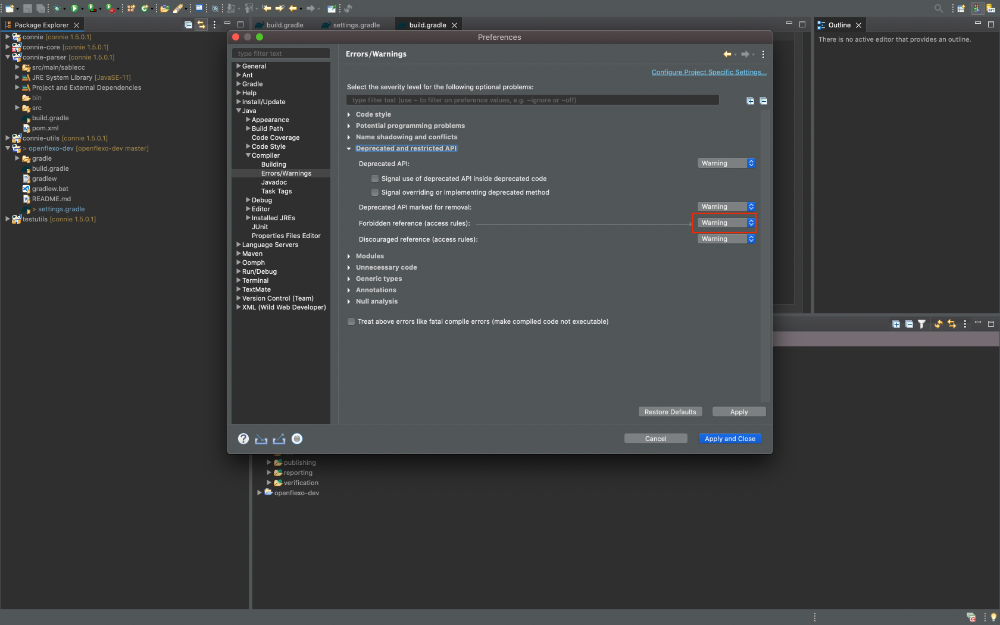 Package Explorer
build.gradle
settings.gradle
build.gradle
Outline
There is no active editor that provides an outline.
connie (connie 1.5.0.1)
connie-core (connie 1.5.0.1)
connie-parser (connie 1.5.0.1)
src/main/sablecc
JRE System Library [JavaSE-11]
Project and External Dependencies
bin
src
build.gradle
pom.xml
connie-utils (connie 1.5.0.1)
> openflexo-dev [openflexo-dev master]
gradle
build.gradle
gradlew
gradlew.bat
README.md
> settings.gradle
testutils (connie 1.5.0.1)
Preferences
type filter text
General
Ant
Gradle
Help
Install/Update
Java
Appearance
Build Path
Code Coverage
Code Style
Compiler
Building
Errors/Warnings
Javadoc
Task Tags
Debug
Editor
Installed JREs
JUnit
Properties Files Editor
Language Servers
Maven
Oomph
Run/Debug
Terminal
TextMate
Version Control (Team)
XML (Wild Web Developer)
Errors/Warnings
Configure Project Specific Settings...
Select the severity level for the following optional problems:
type filter text (use ~ to filter on preference values, e.g. ~ignore or ~off)
Code style
Potential programming problems
Name shadowing and conflicts
Deprecated and restricted API
Deprecated API: Warning
Signal use of deprecated API inside deprecated code
Signal overriding or implementing deprecated method
Deprecated API marked for removal: Warning
Forbidden reference (access rules): Warning
Discouraged reference (access rules): Warning
Modules
Unnecessary code
Generic types
Annotations
Null analysis
Treat above errors like fatal compile errors (make compiled code not executable)
Restore Defaults Apply
? Cancel Apply and Close
publishing
reporting
verification
openflexo-dev